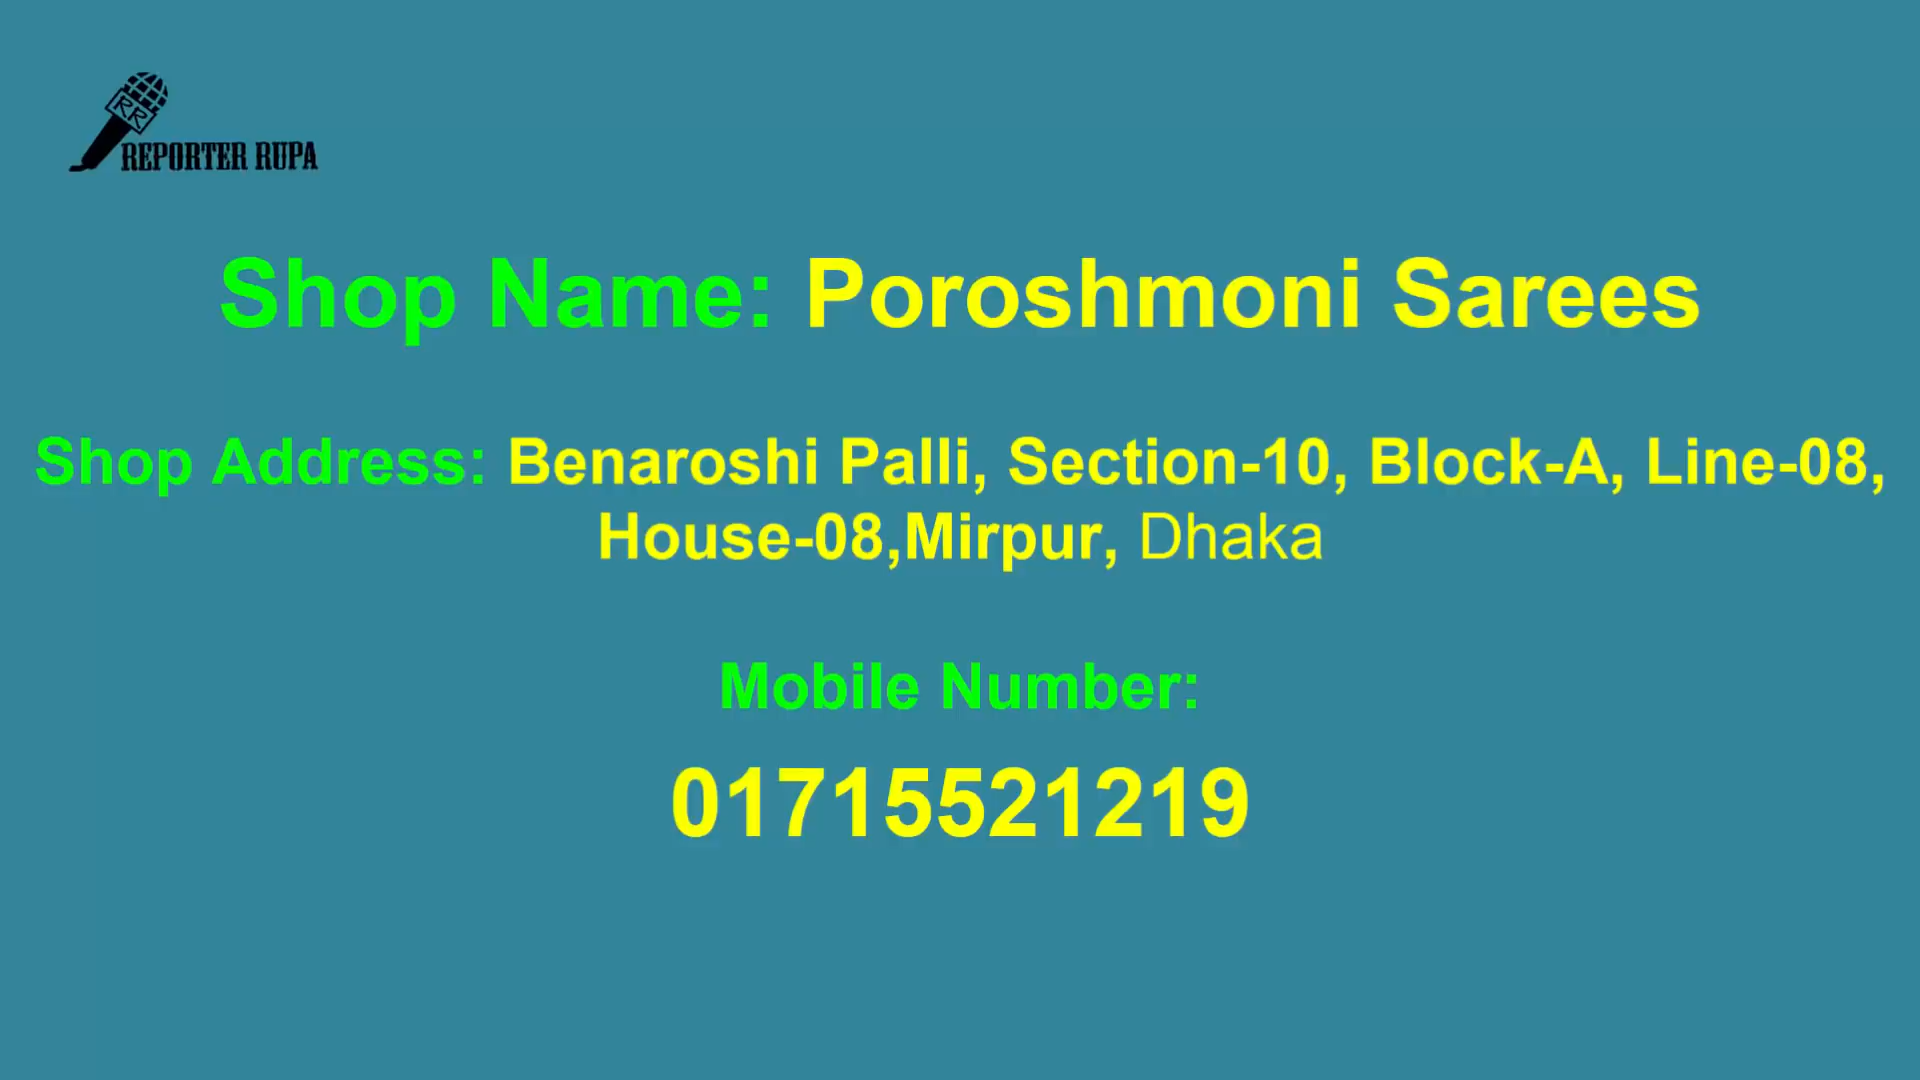 RR
REPORTER RUPA
Shop Name: Poroshmoni Sarees
Shop Address: Benaroshi Palli, Section-10, Block-A, Line-08,
House-08,Mirpur, Dhaka
Mobile Number:
01715521219